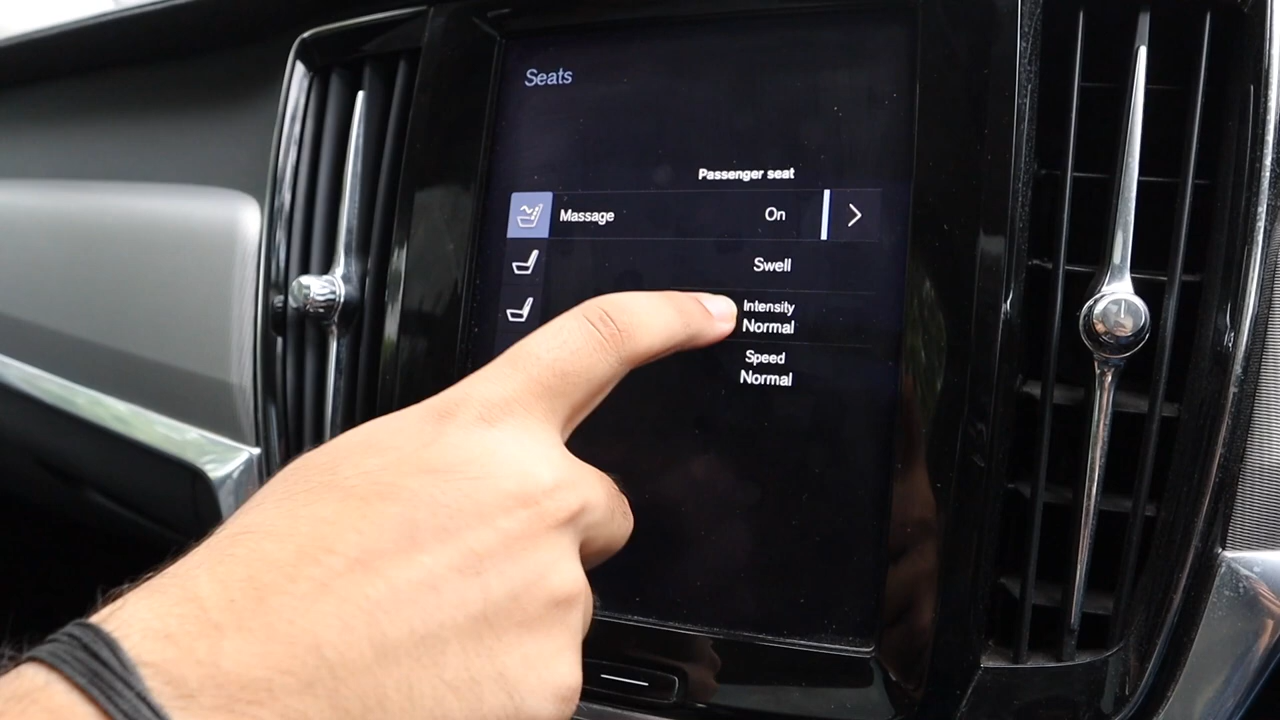 Seats
Passenger seat
Massage On
Swell
Intensity
Normal
Speed
Normal